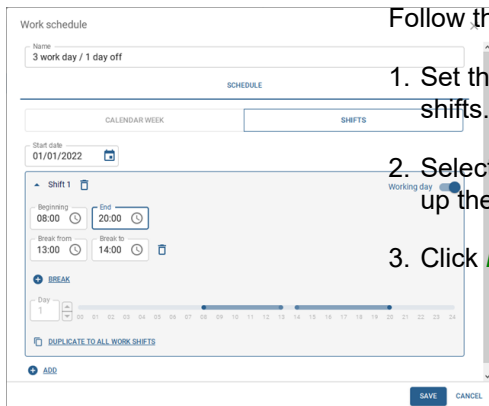 Work schedule
Name
3 work day / 1 day off
SCHEDULE
CALENDAR WEEK
SHIFTS
Start date
01/01/2022
Shift 1
Working day
Beginning
08:00
End
20:00
Break from
13:00
Break to
14:00
BREAK
Day
1
00 01 02 03 04 05 06 07 08 09 10 11 12 13 14 15 16 17 18 19 20 21 22 23 24
DUPLICATE TO ALL WORK SHIFTS
ADD
SAVE CANCEL
Follow
1. Set
shifts.
2.
up
3. Click